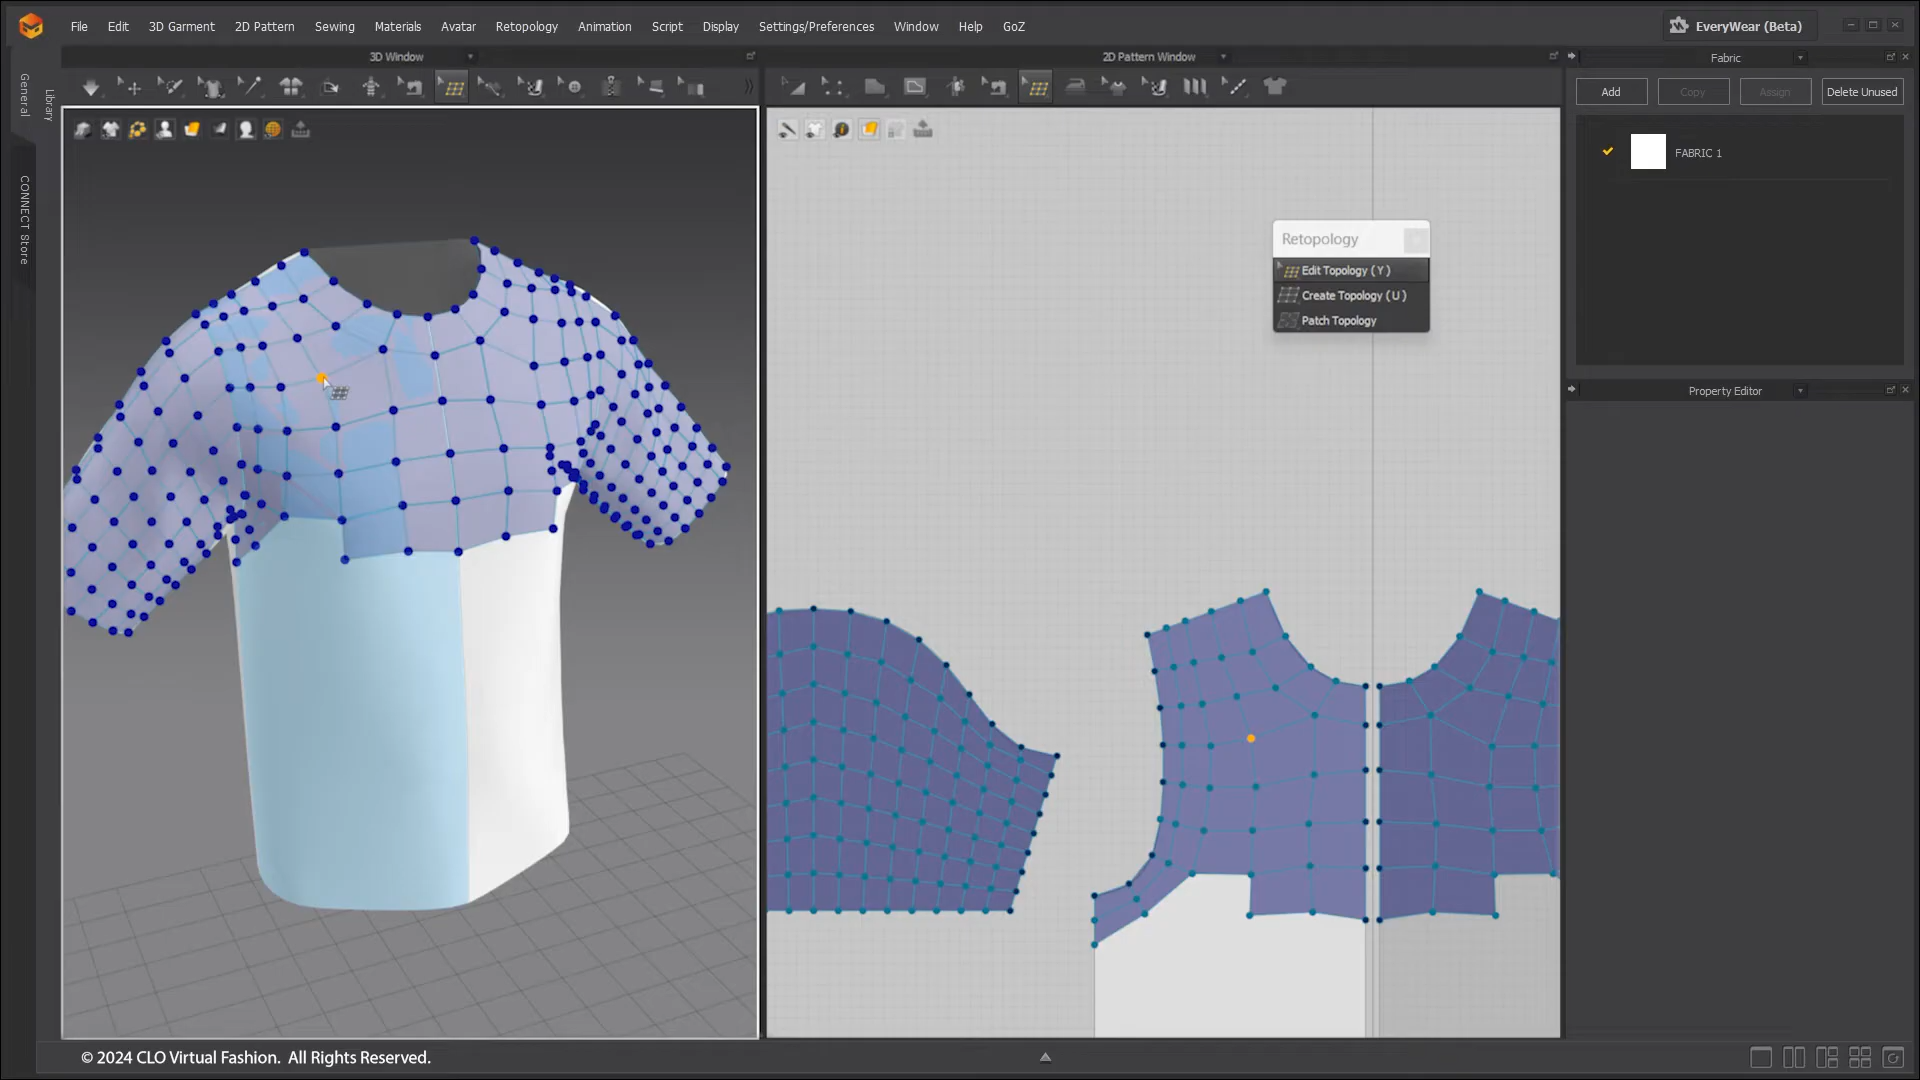 File Edit 3D Garment 2D Pattern Sewing Materials Avatar Retopology Animation Script Display Settings/Preferences Window Help GoZ
EveryWear (Beta)
General
Library
CONNECT Store
3D Window
2D Pattern Window
Fabric
Add Copy Assign Delete Unused
FABRIC 1
Property Editor
Retopology
Edit Topology ( Y )
Create Topology ( U )
Patch Topology
© 2024 CLO Virtual Fashion. All Rights Reserved.